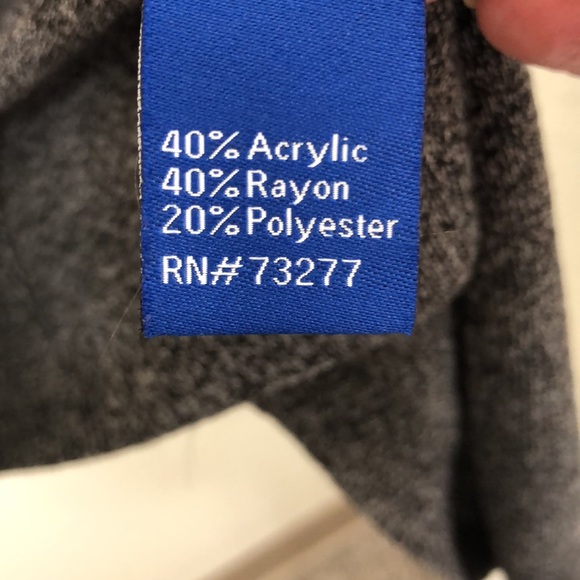 40% Acrylic
40% Rayon
20% Polyester
RN# 73277